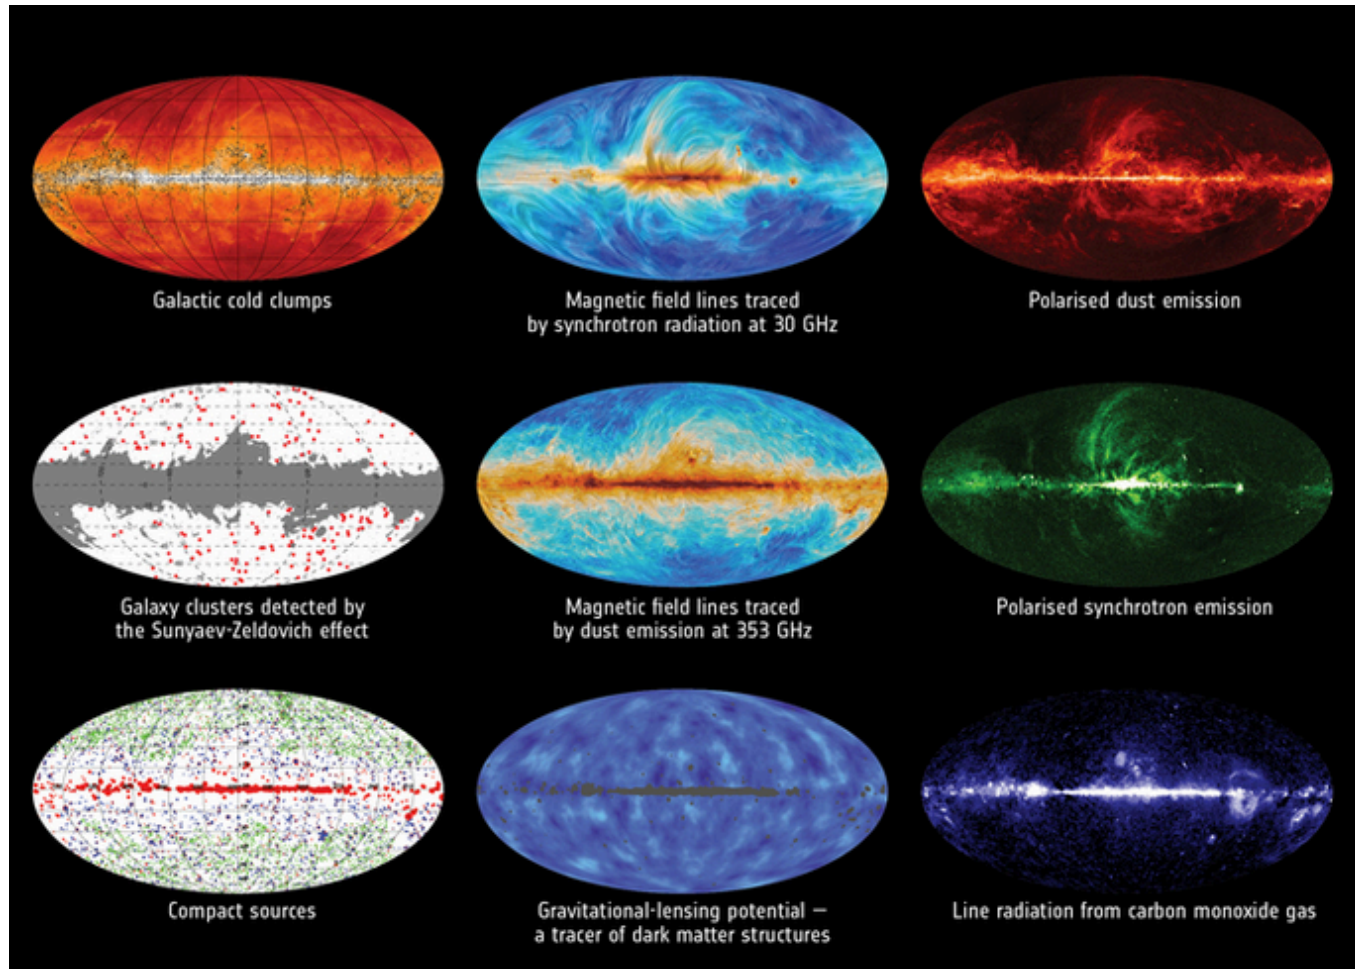 Galactic cold clumps
Magnetic field lines traced
by synchrotron radiation at 30 GHz
Polarised dust emission
Galaxy clusters detected by
the Sunyaev-Zeldovich effect
Magnetic field lines traced
by dust emission at 353 GHz
Polarised synchrotron emission
Compact sources
Gravitational-lensing potential –
a tracer of dark matter structures
Line radiation from carbon monoxide gas